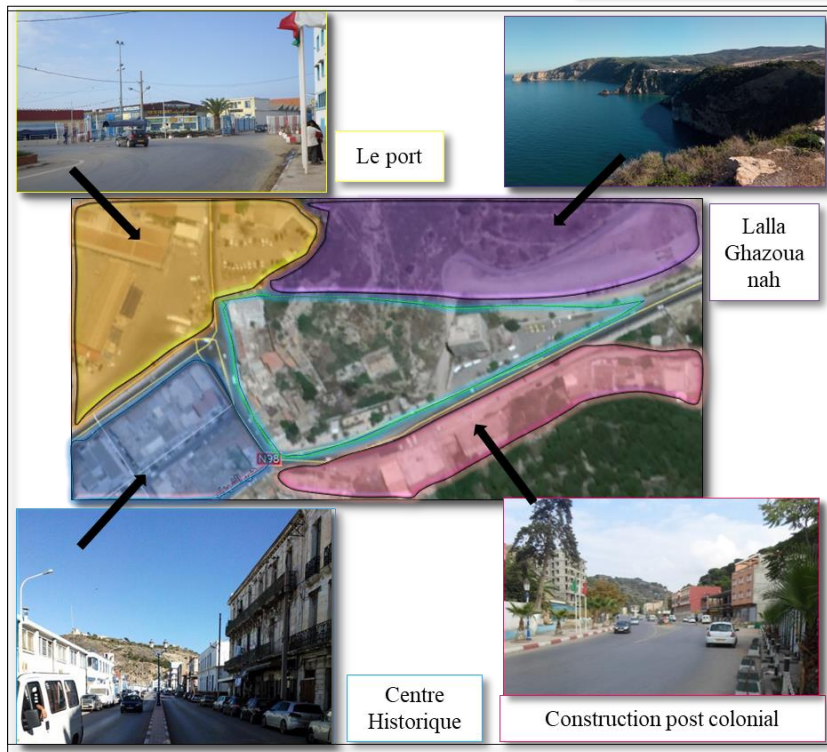 Le port
Lalla
Ghazoua
nah
N98
Centre
Historique
Construction post colonial